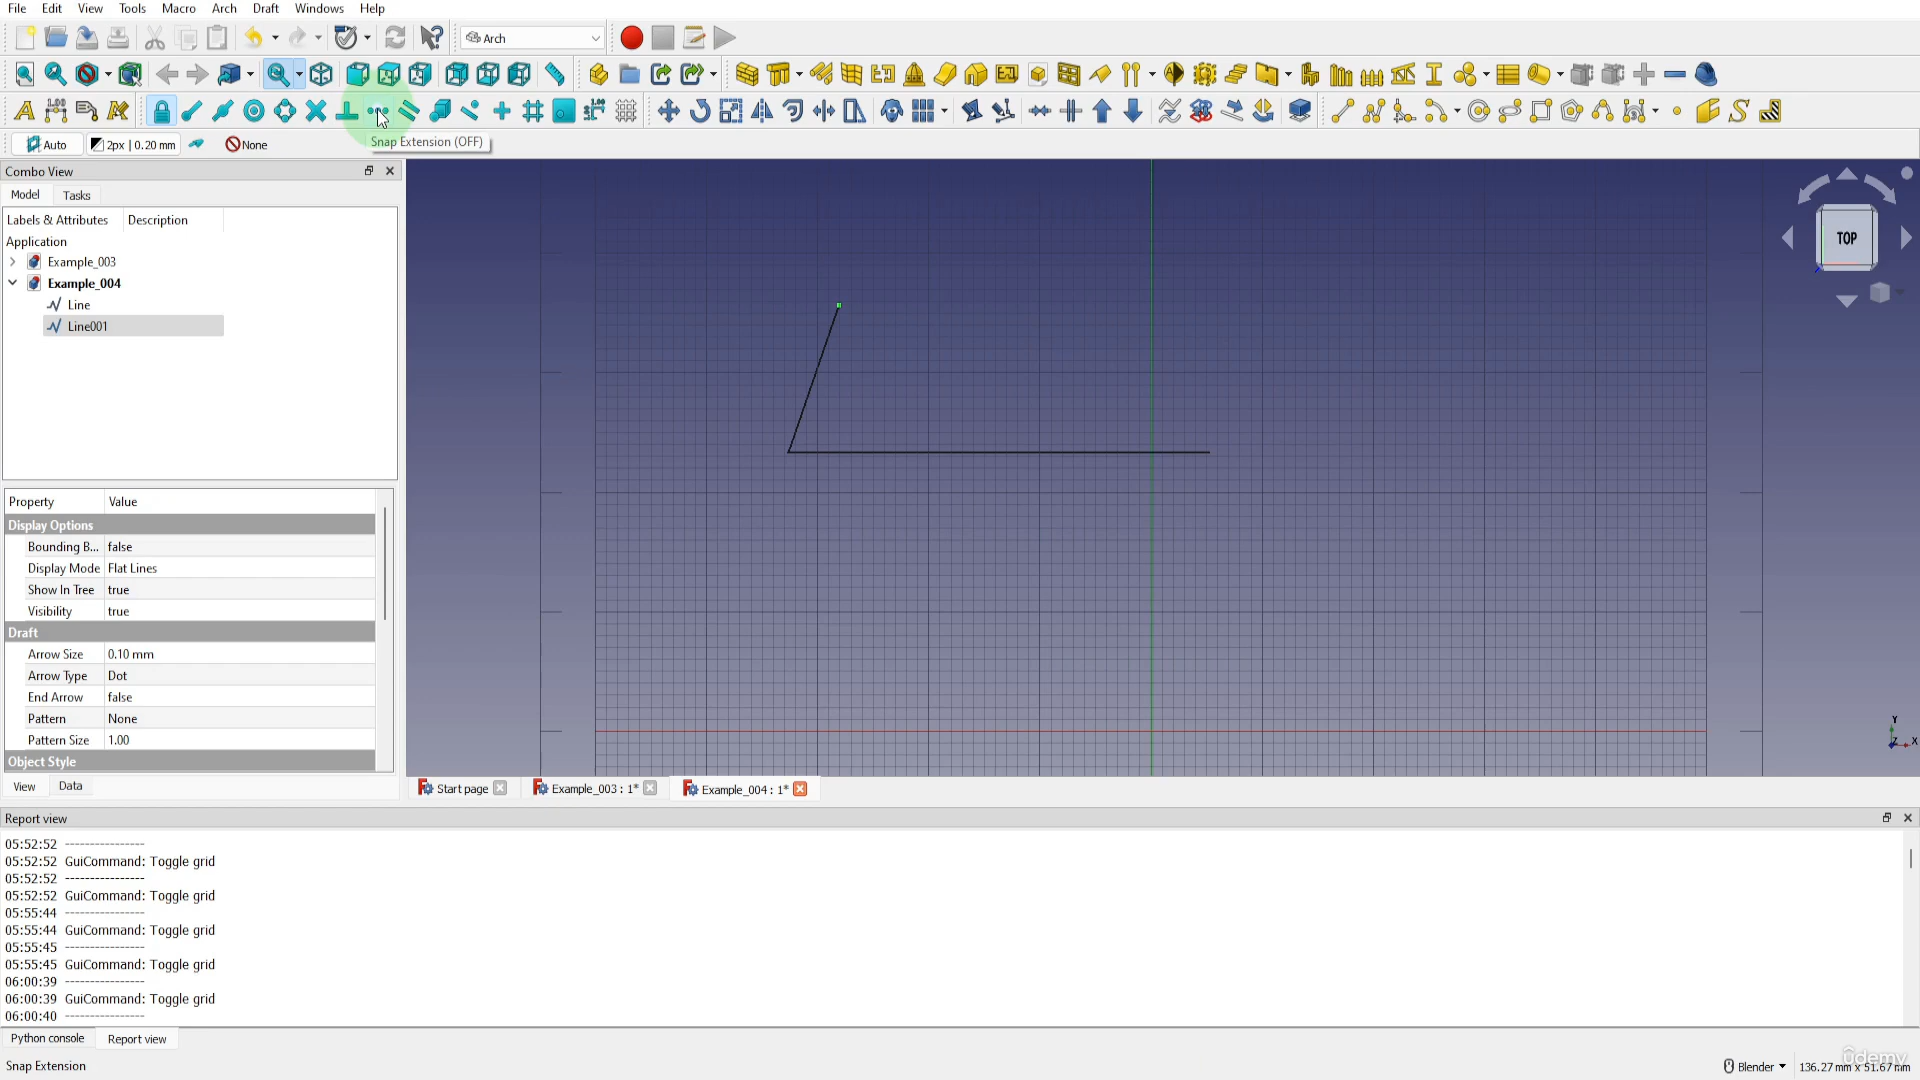 File Edit View Tools Macro Arch Draft Windows Help
Arch
Auto 2px | 0.20 mm None
Snap Extension (OFF)
Combo View
Model Tasks
Labels & Attributes Description
Application
Example_003
Example_004
Line
Line001
Property Value
Display Options
Bounding B... false
Display Mode Flat Lines
Show In Tree true
Visibility true
Draft
Arrow Size 0.10 mm
Arrow Type Dot
End Arrow false
Pattern None
Pattern Size 1.00
Object Style
View Data
TOP
Y
Z X
Start page Example_003 : 1* Example_004 : 1*
Report view
05:52:52 ----------------
05:52:52 GuiCommand: Toggle grid
05:52:52 ----------------
05:52:52 GuiCommand: Toggle grid
05:55:44 ----------------
05:55:44 GuiCommand: Toggle grid
05:55:45 ----------------
05:55:45 GuiCommand: Toggle grid
06:00:39 ----------------
06:00:39 GuiCommand: Toggle grid
06:00:40 ----------------
Python console Report view
Snap Extension
Blender 136.27 mm x 51.67 mm
udemy